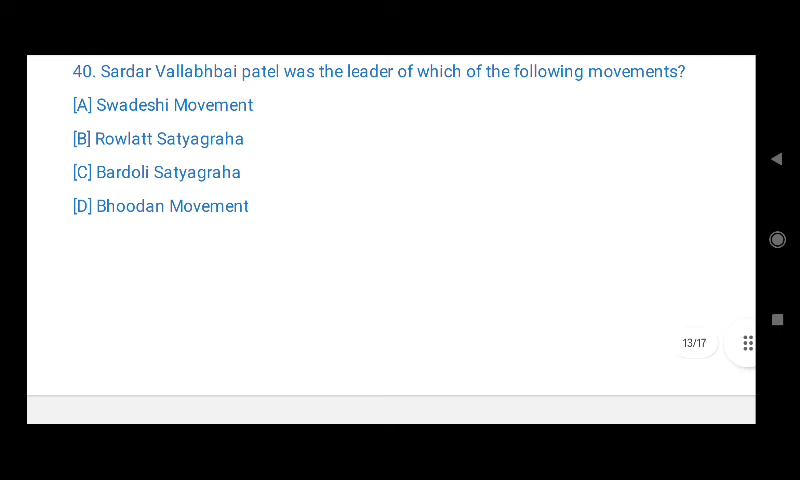 40. Sardar Vallabhbai patel was the leader of which of the following movements?
[A] Swadeshi Movement
[B] Rowlatt Satyagraha
[C] Bardoli Satyagraha
[D] Bhoodan Movement
13/17